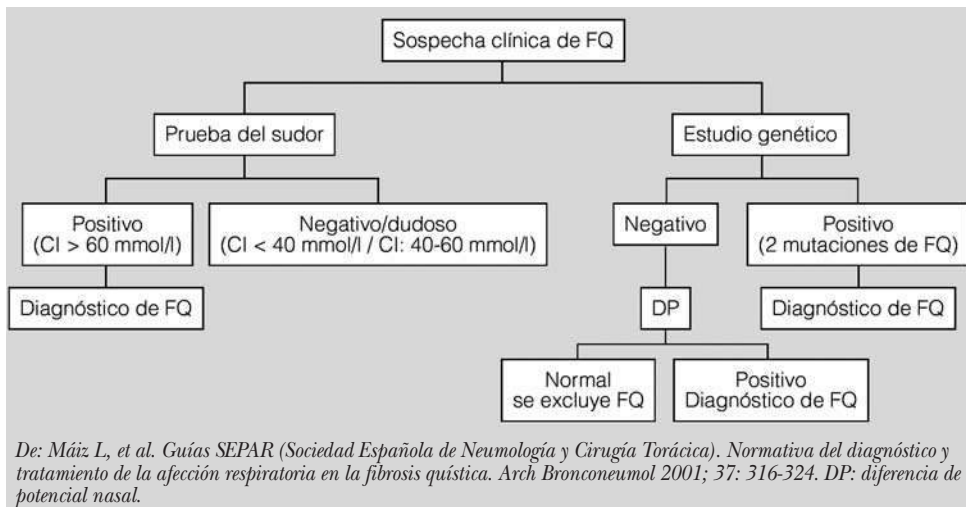 Sospecha clínica de FQ
Prueba del sudor
Estudio genético
Positivo
(Cl > 60 mmol/l)
Negativo/dudoso
(Cl < 40 mmol/l / Cl: 40-60 mmol/l)
Negativo
Positivo
(2 mutaciones de FQ)
Diagnóstico de FQ
DP
Diagnóstico de FQ
Normal
se excluye FQ
Positivo
Diagnóstico de FQ
De: Máiz L, et al. Guías SEPAR (Sociedad Española de Neumología y Cirugía Torácica). Normativa del diagnóstico y
tratamiento de la afección respiratoria en la fibrosis quística. Arch Bronconeumol 2001; 37: 316-324. DP: diferencia de
potencial nasal.